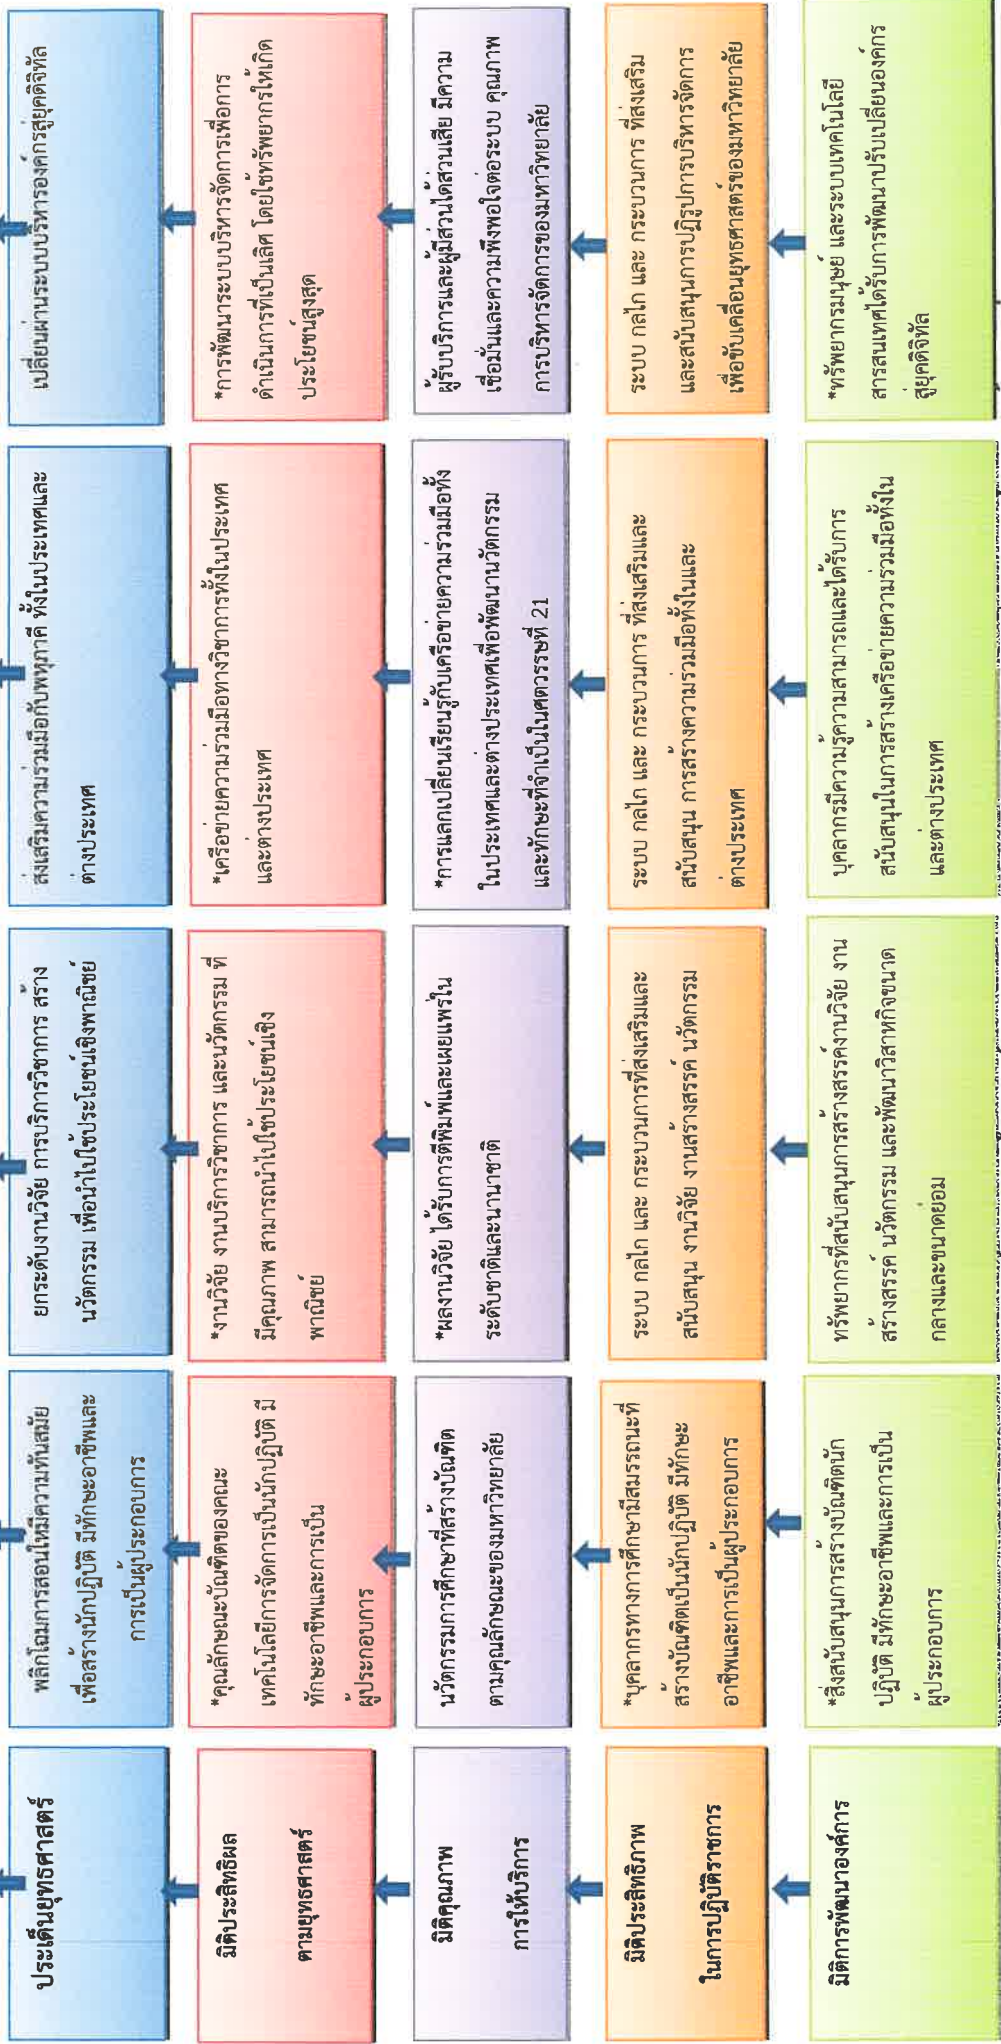 ประเด็นยุทธศาสตร์
พลิกโฉมการสอนใหม่ความทันสมัย
เพื่อสร้างนักปฏิบัติ มีทักษะอาชีพและ
การเป็นผู้ประกอบการ
ยกระดับงานวิจัย การบริการวิชาการ สร้าง
นวัตกรรม เพื่อนำไปใช้ประโยชน์เชิงพาณิชย์
ส่งเสริมความร่วมมือกับพหุภาคี ทั้งในประเทศและ
ต่างประเทศ
เปลี่ยนผ่านระบบบริหารองค์กรสู่ยุคดิจิทัล
มิติประสิทธิผล
ตามยุทธศาสตร์
*คุณลักษณะบัณฑิตของคณะ
เทคโนโลยีการจัดการเป็นนักปฏิบัติ มี
ทักษะอาชีพและการเป็น
ผู้ประกอบการ
*งานวิจัย งานบริการวิชาการ และนวัตกรรม ที่
มีคุณภาพ สามารถนำไปใช้ประโยชน์เชิง
พาณิชย์
*เครือข่ายความร่วมมือทางวิชาการทั้งในประเทศ
และต่างประเทศ
*การพัฒนาระบบบริหารจัดการเพื่อการ
ดำเนินการที่เป็นเลิศ โดยใช้ทรัพยากรให้เกิด
ประโยชน์สูงสุด
มิติคุณภาพ
การให้บริการ
นวัตกรรมการศึกษาที่สร้างบัณฑิต
ตามคุณลักษณะของมหาวิทยาลัย
*ผลงานวิจัย ได้รับการตีพิมพ์และเผยแพร่ใน
ระดับชาติและนานาชาติ
*การแลกเปลี่ยนเรียนรู้กับเครือข่ายความร่วมมือทั้ง
ในประเทศและต่างประเทศเพื่อพัฒนานวัตกรรม
และทักษะที่จำเป็นในศตวรรษที่ 21
ผู้รับบริการและผู้มีส่วนได้ส่วนเสีย มีความ
เชื่อมั่นและความพึงพอใจต่อระบบ คุณภาพ
การบริหารจัดการของมหาวิทยาลัย
มิติประสิทธิภาพ
ในการปฏิบัติราชการ
*บุคลากรทางการศึกษามีสมรรถนะที่
สร้างบัณฑิตเป็นนักปฏิบัติ มีทักษะ
อาชีพและการเป็นผู้ประกอบการ
ระบบ กลไก และ กระบวนการที่ส่งเสริมและ
สนับสนุน งานวิจัย งานสร้างสรรค์ นวัตกรรม
ระบบ กลไก และ กระบวนการ ที่ส่งเสริมและ
สนับสนุน การสร้างความร่วมมือทั้งในและ
ต่างประเทศ
ระบบ กลไก และ กระบวนการ ที่ส่งเสริม
และสนับสนุนการปฏิรูปการบริหารจัดการ
เพื่อขับเคลื่อนยุทธศาสตร์ของมหาวิทยาลัย
มิติการพัฒนาองค์การ
*สิ่งสนับสนุนการสร้างบัณฑิตนัก
ปฏิบัติ มีทักษะอาชีพและการเป็น
ผู้ประกอบการ
ทรัพยากรที่สนับสนุนการสร้างสรรค์งานวิจัย งาน
สร้างสรรค์ นวัตกรรม และพัฒนาวิสาหกิจขนาด
กลางและขนาดย่อม
บุคลากรมีความรู้ความสามารถและได้รับการ
สนับสนุนในการสร้างเครือข่ายความร่วมมือทั้งใน
และต่างประเทศ
*ทรัพยากรมนุษย์ และระบบเทคโนโลยี
สารสนเทศได้รับการพัฒนาปรับเปลี่ยนองค์กร
สู่ยุคดิจิทัล